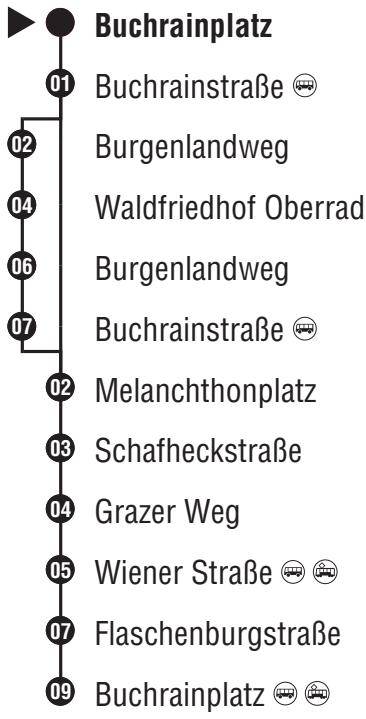 Buchrainplatz
01 Buchrainstraße
02 Burgenlandweg
04 Waldfriedhof Oberrad
06 Burgenlandweg
07 Buchrainstraße
02 Melanchthonplatz
03 Schafheckstraße
04 Grazer Weg
05 Wiener Straße
07 Flaschenburgstraße
09 Buchrainplatz